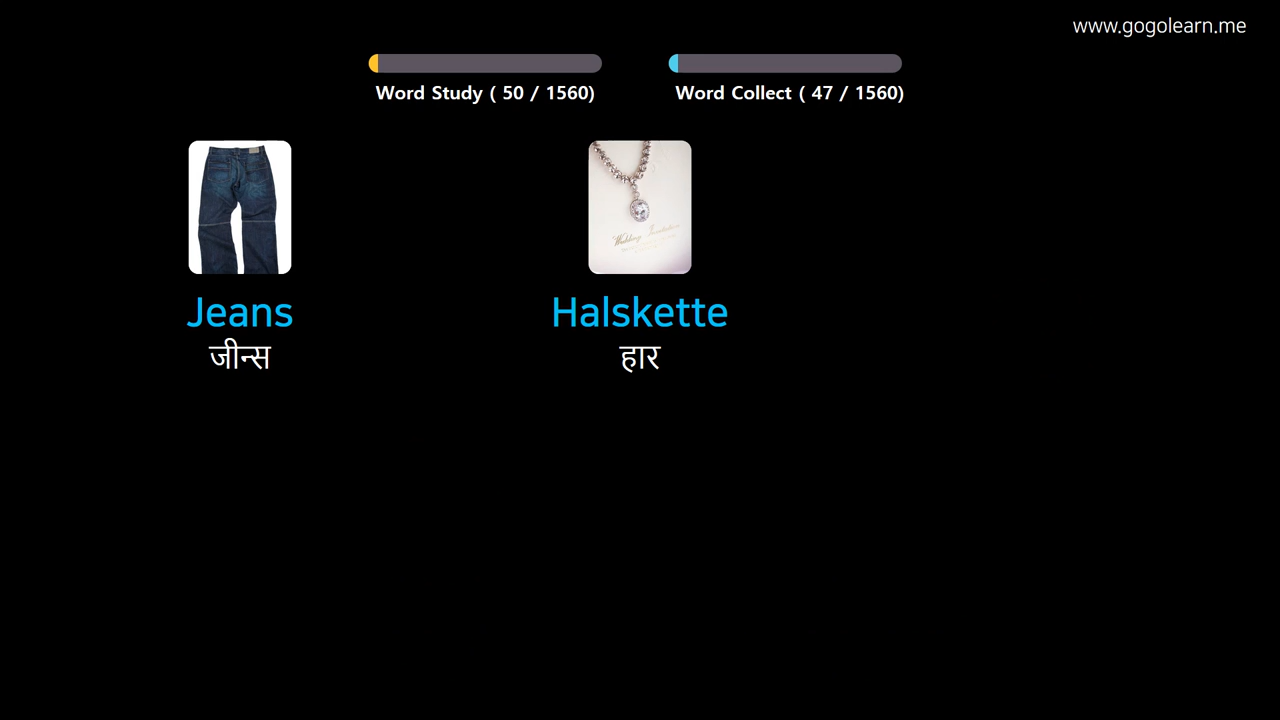 www.gogolearn.me
Word Study ( 50 / 1560)
Word Collect ( 47 / 1560)
Jeans
जीन्स
Halskette
हार